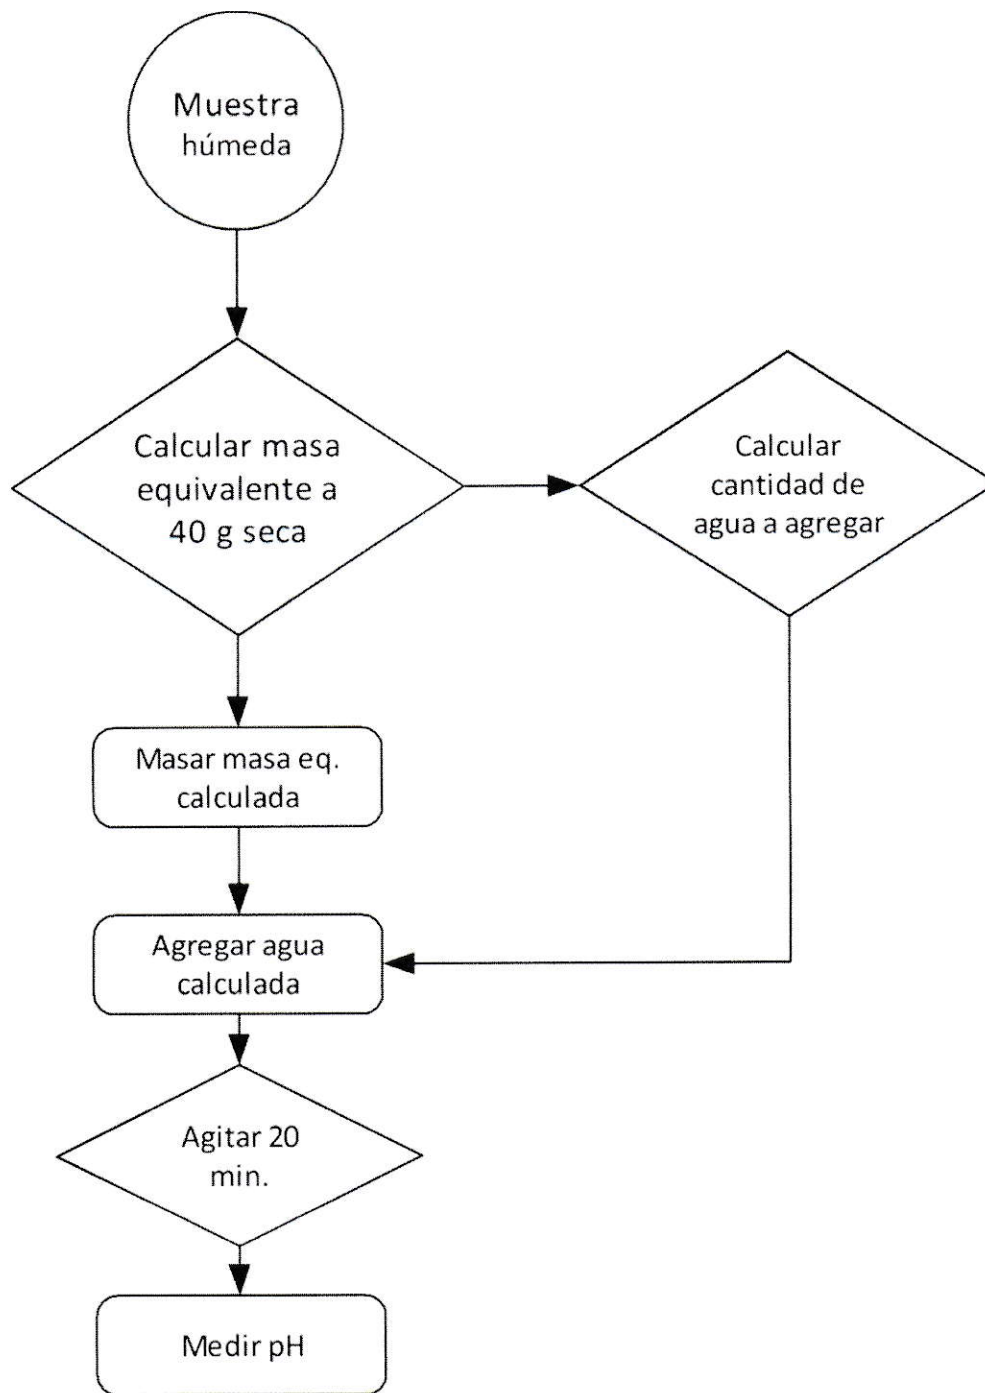 Muestra
húmeda
Calcular masa
equivalente a
40 g seca
Calcular
cantidad de
agua a agregar
Masar masa eq.
calculada
Agregar agua
calculada
Agitar 20
min.
Medir pH